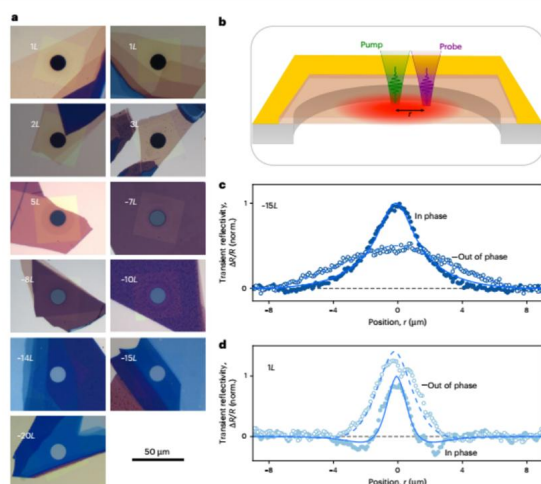 a
1L
1L
2L
3L
5L
~7L
~8L
~10L
~14L
~15L
~20L
50 µm
b
Pump
Probe
r
c
~15L
In phase
Out of phase
Transient reflectivity,
ΔR/R (norm.)
1
0
-8
-4
0
4
8
Position, r (µm)
d
1L
Out of phase
In phase
Transient reflectivity,
ΔR/R (norm.)
1
0
-8
-4
0
4
8
Position, r (µm)